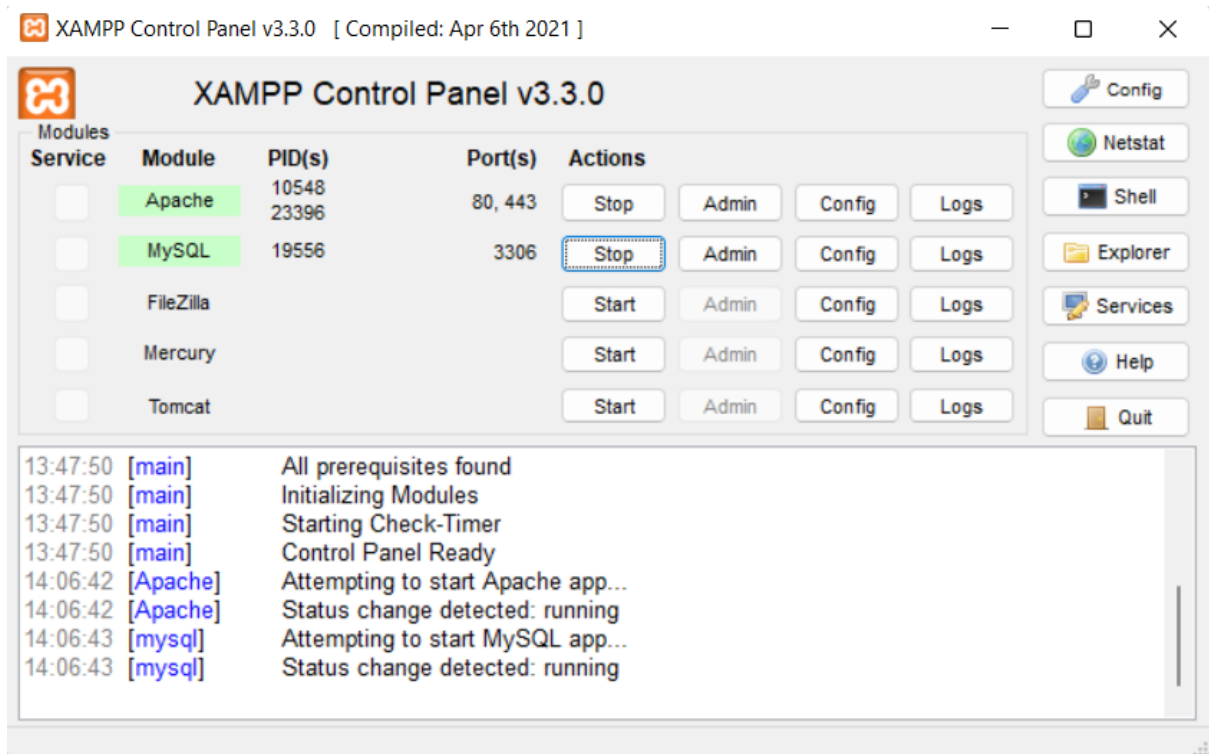 XAMPP Control Panel v3.3.0 [ Compiled: Apr 6th 2021 ]
XAMPP Control Panel v3.3.0
Config
Modules
Netstat
Service Module PID(s) Port(s) Actions
Apache 10548 23396 80, 443 Stop Admin Config Logs
Shell
MySQL 19556 3306 Stop Admin Config Logs
Explorer
FileZilla Start Admin Config Logs
Services
Mercury Start Admin Config Logs
Help
Tomcat Start Admin Config Logs
Quit
13:47:50 [main] All prerequisites found
13:47:50 [main] Initializing Modules
13:47:50 [main] Starting Check-Timer
13:47:50 [main] Control Panel Ready
14:06:42 [Apache] Attempting to start Apache app...
14:06:42 [Apache] Status change detected: running
14:06:43 [mysql] Attempting to start MySQL app...
14:06:43 [mysql] Status change detected: running